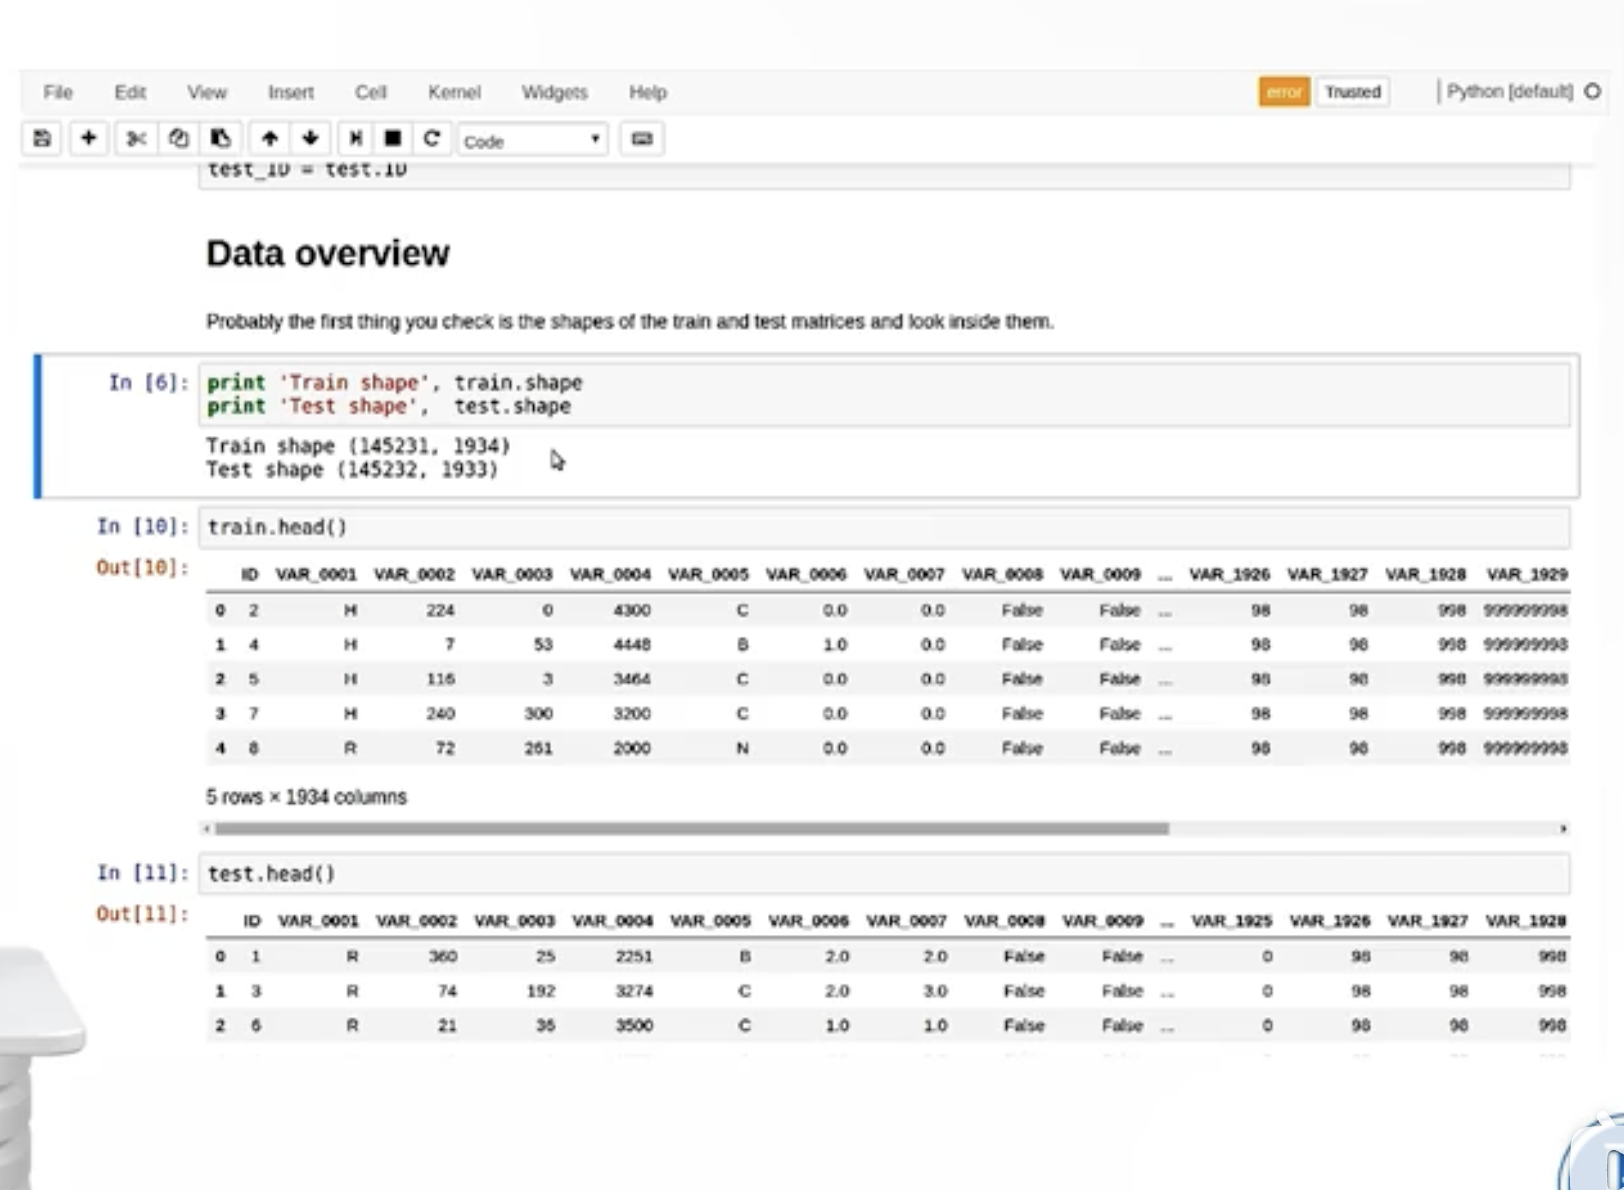 File Edit View Insert Cell Kernel Widgets Help error Trusted Python [default]
Code
test_ID = test.ID
Data overview
Probably the first thing you check is the shapes of the train and test matrices and look inside them.
In [6]: print 'Train shape', train.shape
print 'Test shape', test.shape
Train shape (145231, 1934)
Test shape (145232, 1933)
In [10]: train.head()
Out[10]:
ID VAR_0001 VAR_0002 VAR_0003 VAR_0004 VAR_0005 VAR_0006 VAR_0007 VAR_0008 VAR_0009 ... VAR_1926 VAR_1927 VAR_1928 VAR_1929
0 2 H 224 0 4300 C 0.0 0.0 False False ... 98 98 998 999999998
1 4 H 7 53 4448 B 1.0 0.0 False False ... 98 98 998 999999998
2 5 H 116 3 3464 C 0.0 0.0 False False ... 98 98 998 999999998
3 7 H 240 300 3200 C 0.0 0.0 False False ... 98 98 998 999999998
4 8 R 72 261 2000 N 0.0 0.0 False False ... 98 98 998 999999998
5 rows × 1934 columns
In [11]: test.head()
Out[11]:
ID VAR_0001 VAR_0002 VAR_0003 VAR_0004 VAR_0005 VAR_0006 VAR_0007 VAR_0008 VAR_0009 ... VAR_1925 VAR_1926 VAR_1927 VAR_1928
0 1 R 360 25 2251 B 2.0 2.0 False False ... 0 98 98 998
1 3 R 74 192 3274 C 2.0 3.0 False False ... 0 98 98 998
2 6 R 21 36 3500 C 1.0 1.0 False False ... 0 98 98 998